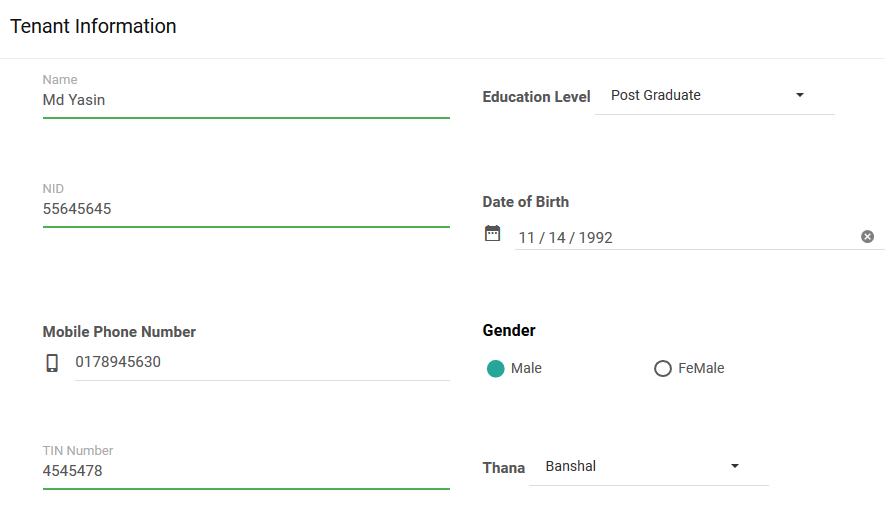 Tenant Information
Name
Md Yasin
Education Level Post Graduate
NID
55645645
Date of Birth
11 / 14 / 1992
Mobile Phone Number
0178945630
Gender
Male FeMale
TIN Number
4545478
Thana Banshal